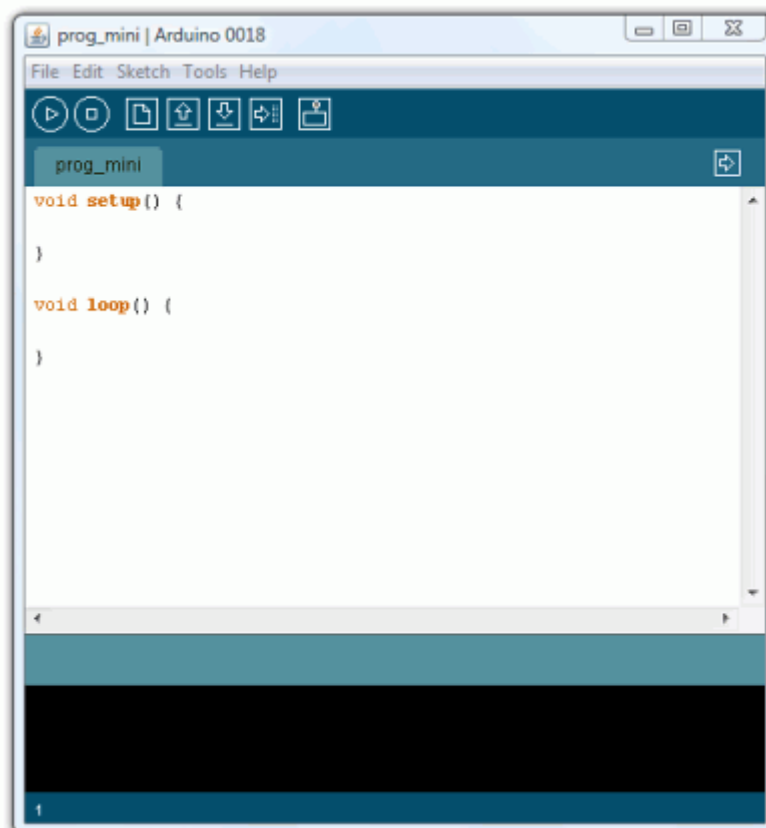 prog_mini | Arduino 0018
File Edit Sketch Tools Help
prog_mini
void setup() {
}
void loop() {
}
1